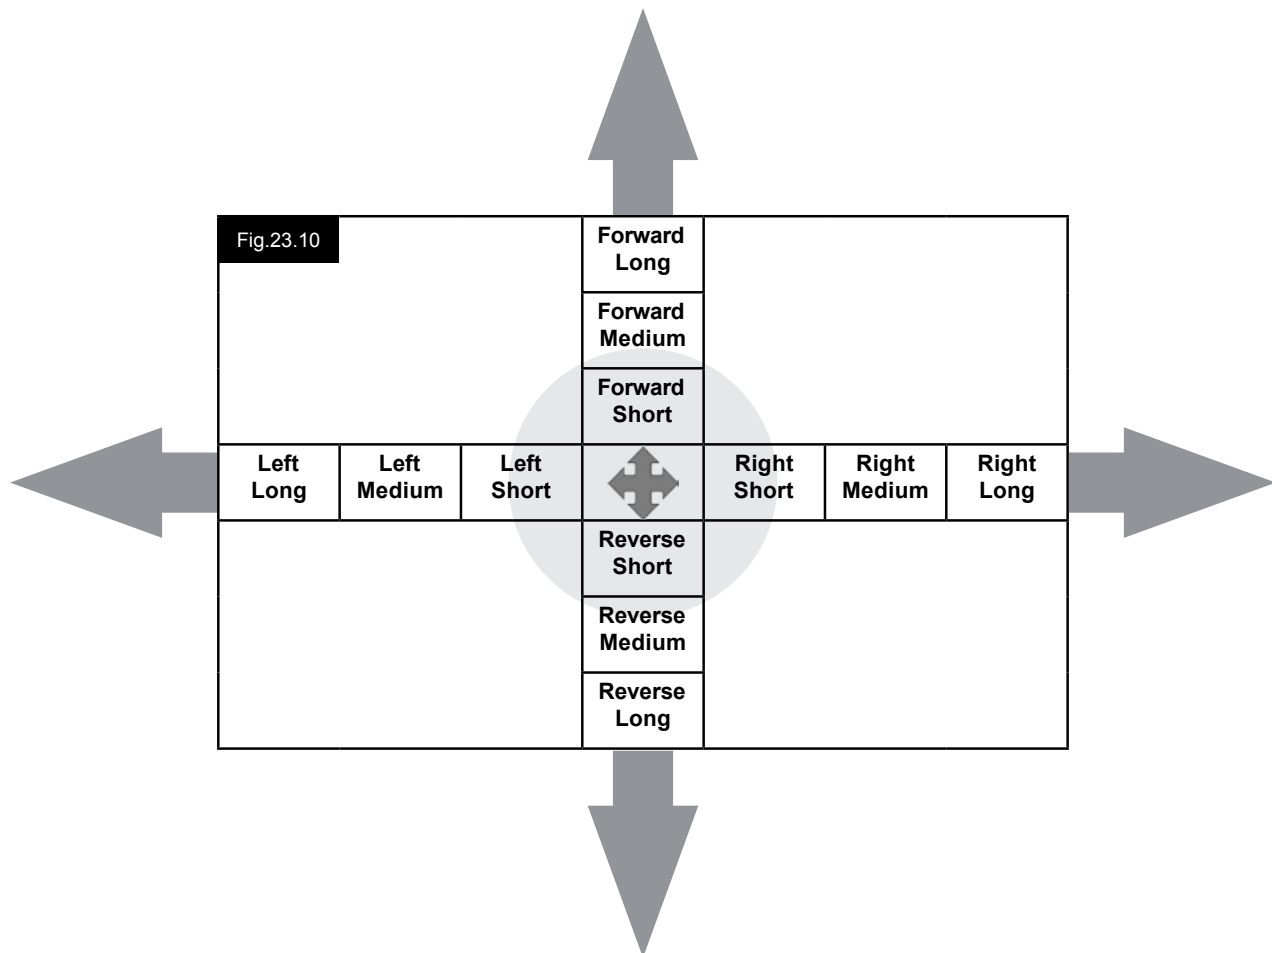 Fig.23.10
Forward
Long
Forward
Medium
Forward
Short
Left
Long
Left
Medium
Left
Short
Right
Short
Right
Medium
Right
Long
Reverse
Short
Reverse
Medium
Reverse
Long